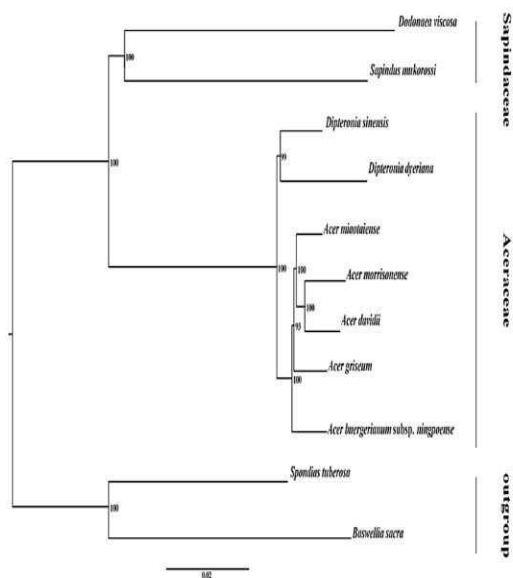 Dodonaea viscosa
100
Sapindus mukorossi
Sapindaceae
Dipteronia sinensis
99
Dipteronia dyeriana
100
Acer miaotaiense
100
Acer morrisonense
100
100
Acer davidii
95
Acer griseum
100
Acer buergerianum subsp. ningpoense
Aceraceae
Spondias tuberosa
100
Boswellia sacra
outgroup
0.02